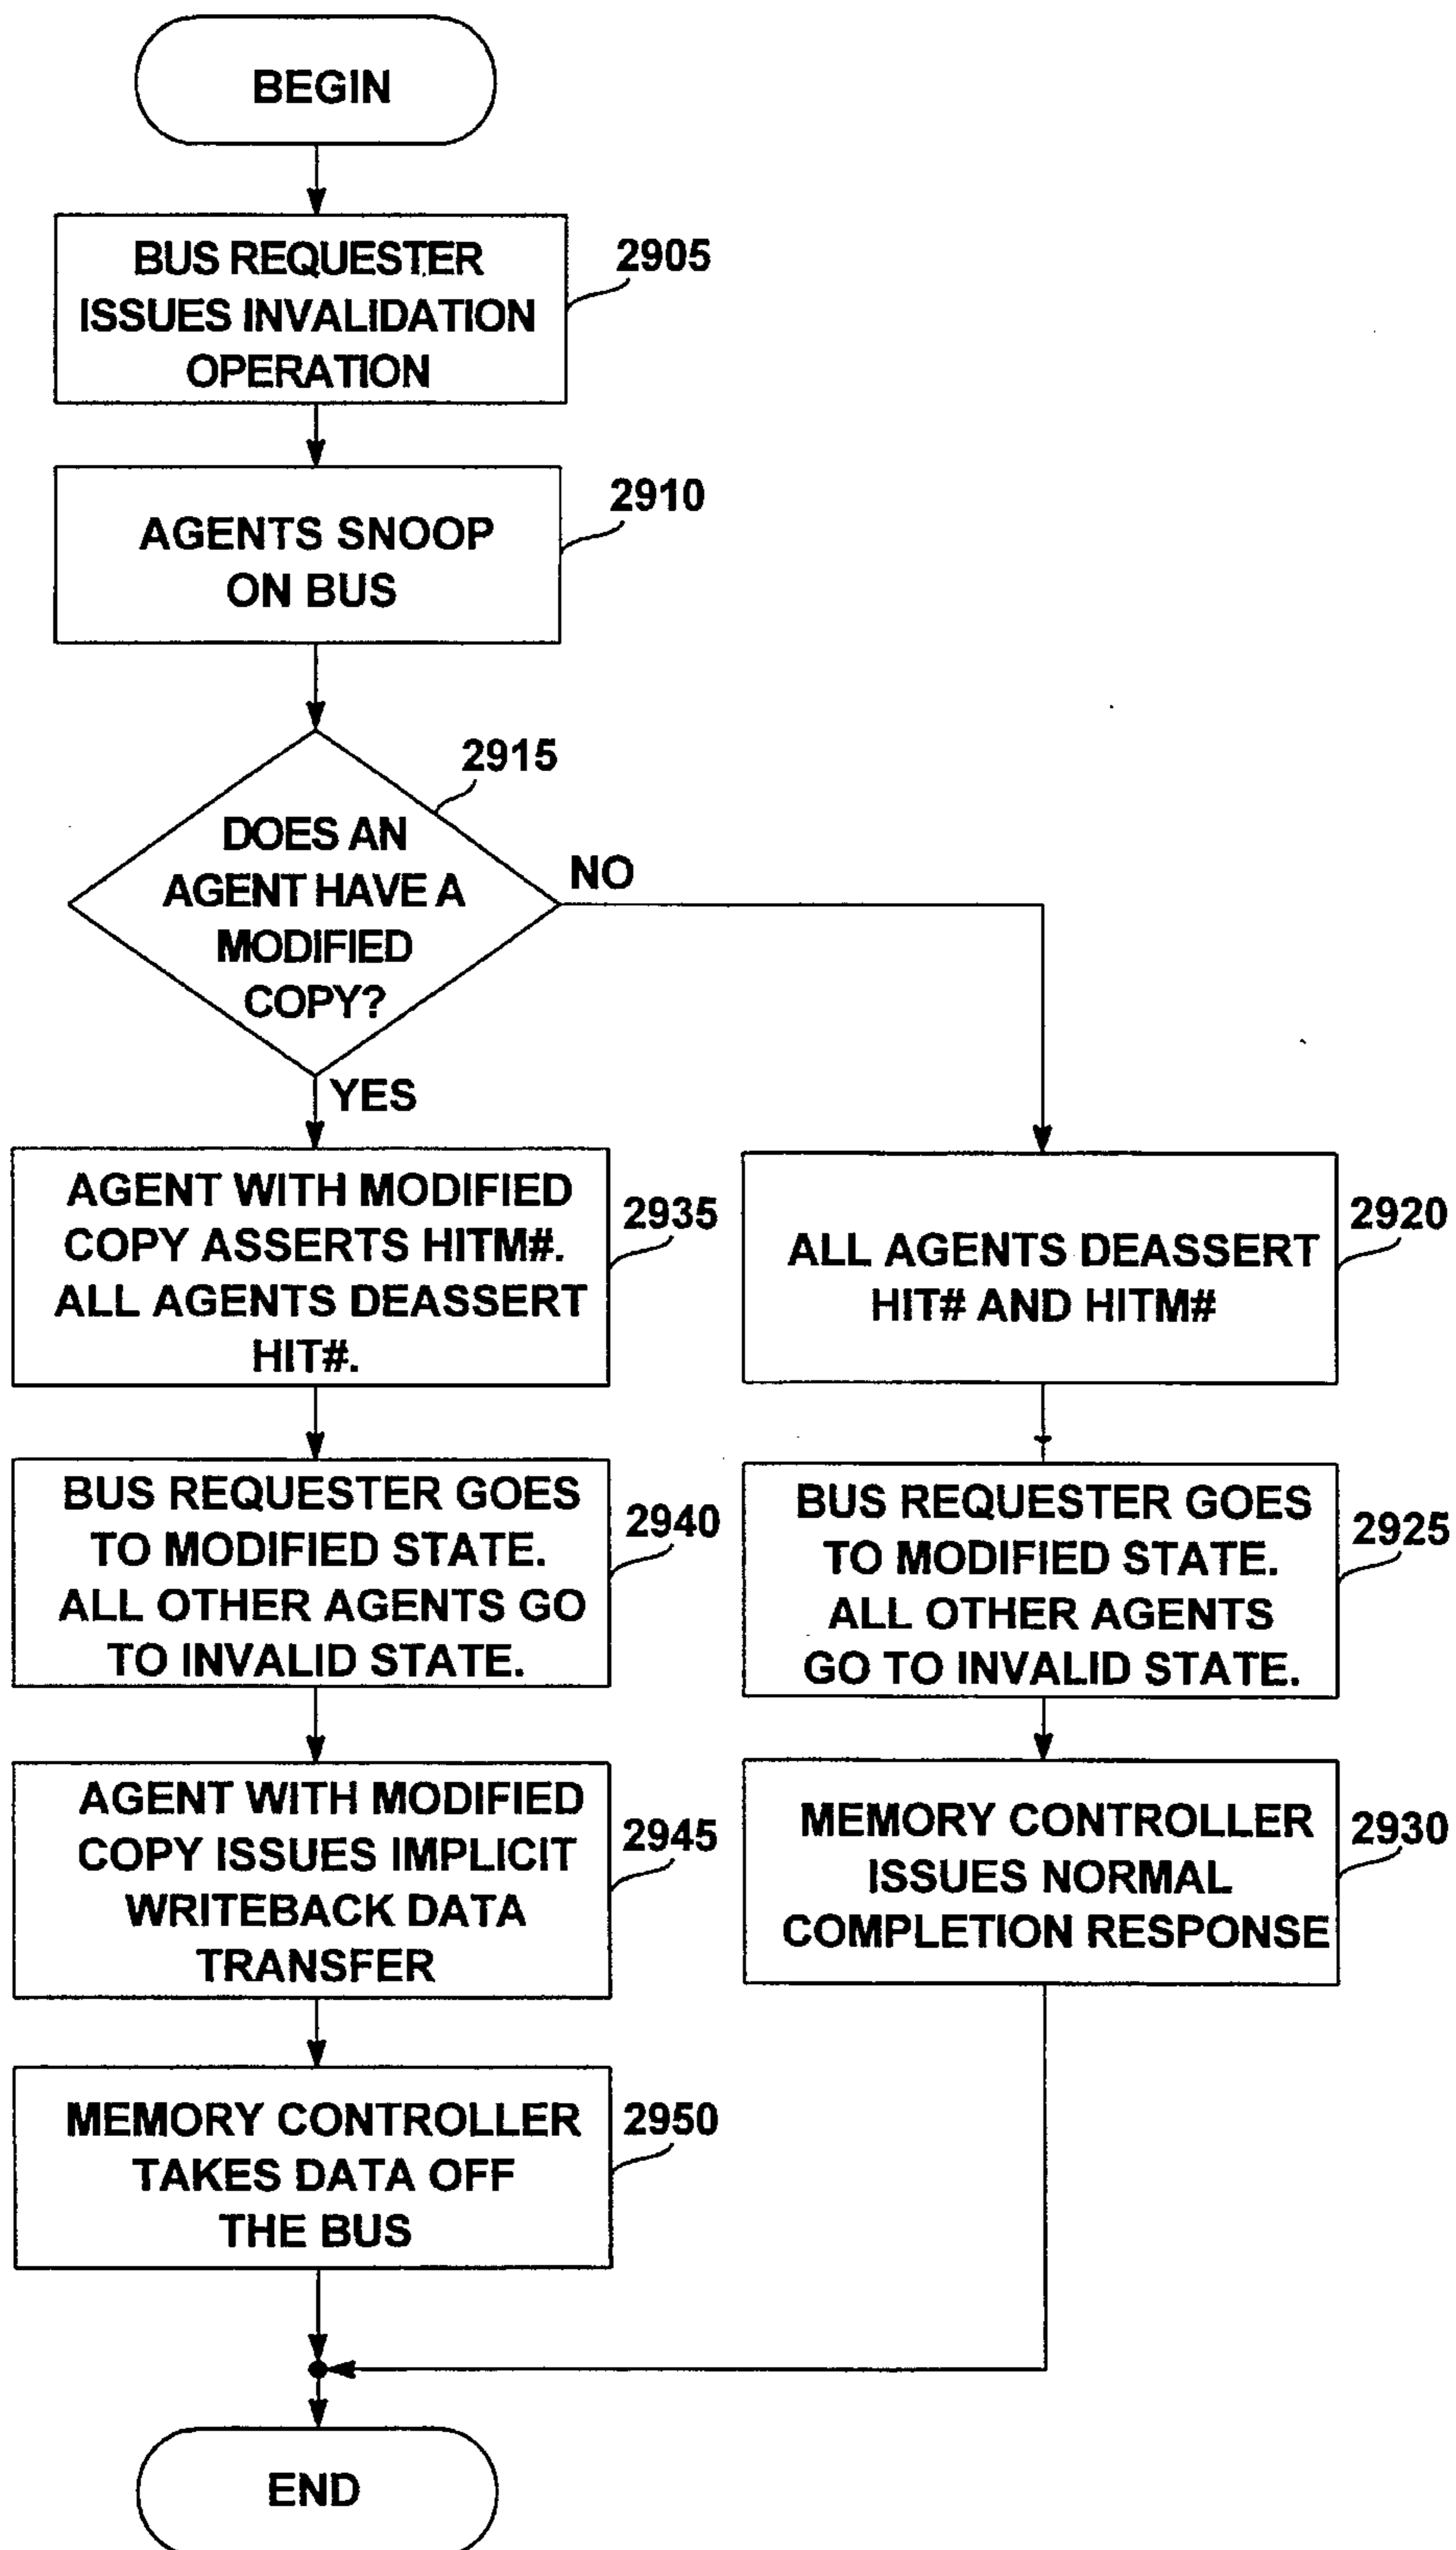 BEGIN
BUS REQUESTER
ISSUES INVALIDATION
OPERATION
2905
AGENTS SNOOP
ON BUS
2910
DOES AN
AGENT HAVE A
MODIFIED
COPY?
2915
NO
YES
AGENT WITH MODIFIED
COPY ASSERTS HITM#.
ALL AGENTS DEASSERT
HIT#.
2935
ALL AGENTS DEASSERT
HIT# AND HITM#
2920
BUS REQUESTER GOES
TO MODIFIED STATE.
ALL OTHER AGENTS GO
TO INVALID STATE.
2940
BUS REQUESTER GOES
TO MODIFIED STATE.
ALL OTHER AGENTS
GO TO INVALID STATE.
2925
AGENT WITH MODIFIED
COPY ISSUES IMPLICIT
WRITEBACK DATA
TRANSFER
2945
MEMORY CONTROLLER
ISSUES NORMAL
COMPLETION RESPONSE
2930
MEMORY CONTROLLER
TAKES DATA OFF
THE BUS
2950
END